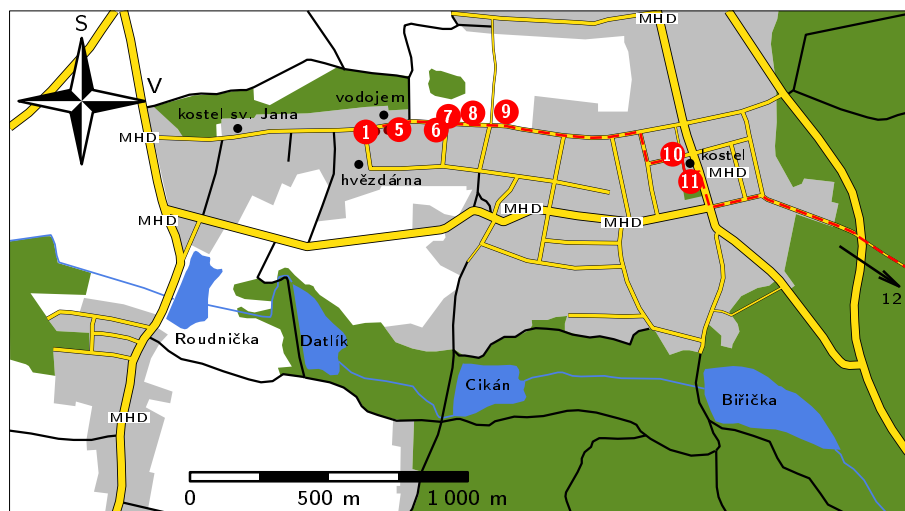 S
MHD
V
vodojem
kostel sv. Jana
7
8
9
MHD
1
5
6
10
kostel
hvězdárna
11
MHD
MHD
MHD
MHD
12
Roudnička
Datlík
Cikán
Biřička
MHD
0
500 m
1 000 m